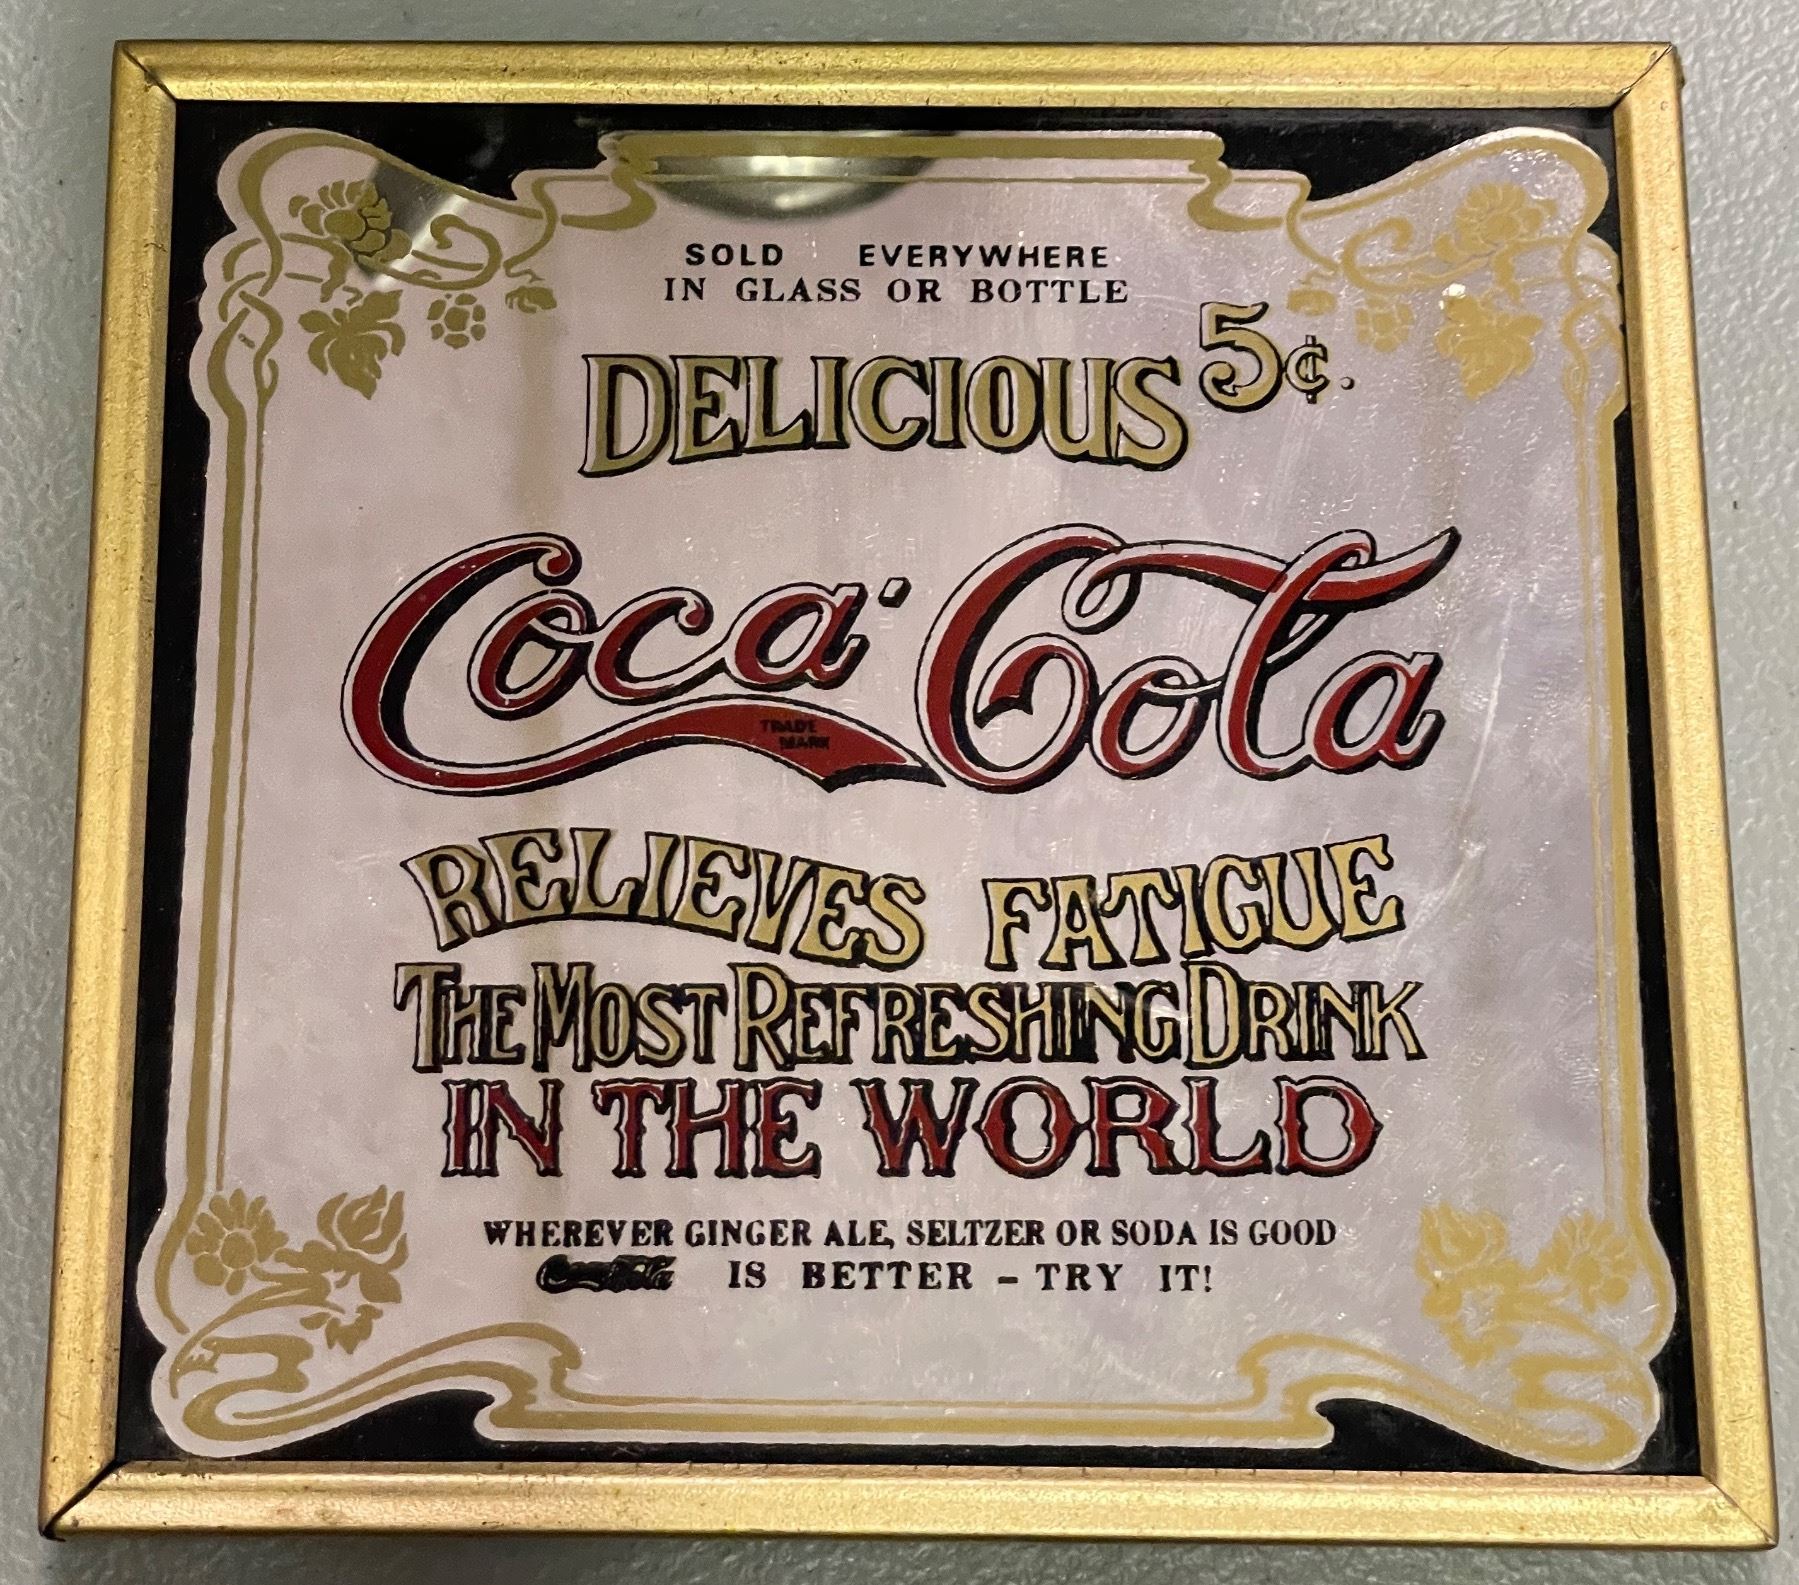 SOLD EVERYWHERE
IN GLASS OR BOTTLE
DELICIOUS 5¢.
Coca-Cola
TRADE
MARK
RELIEVES FATIGUE
THE MOST REFRESHING DRINK
IN THE WORLD
WHEREVER GINGER ALE, SELTZER OR SODA IS GOOD
Coca-Cola IS BETTER - TRY IT!